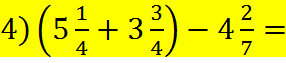 4) (5 1/4 + 3 3/4) − 4 2/7 =